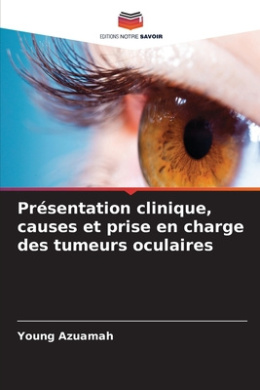 EDITIONS NOTRE SAVOIR
Présentation clinique,
causes et prise en charge
des tumeurs oculaires
Young Azuamah